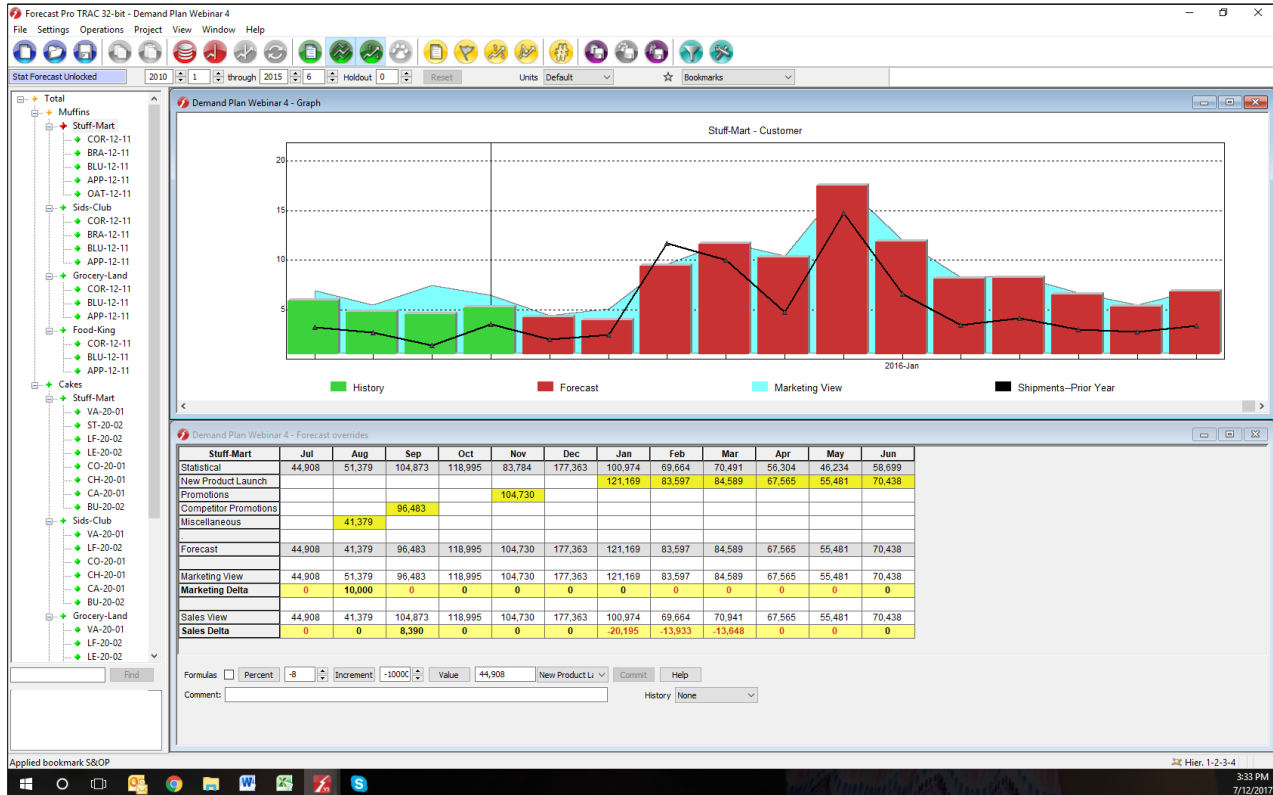 Forecast Pro TRAC 32-bit - Demand Plan Webinar 4
File Settings Operations Project View Window Help
Stat Forecast Unlocked 2010 1 through 2015 6 Holdout 0 Reset Units Default Bookmarks
Total
Muffins
Stuff-Mart
COR-12-11
BRA-12-11
BLU-12-11
APP-12-11
OAT-12-11
Sids-Club
COR-12-11
BRA-12-11
BLU-12-11
APP-12-11
Grocery-Land
COR-12-11
BLU-12-11
APP-12-11
Food-King
COR-12-11
BLU-12-11
APP-12-11
Cakes
Stuff-Mart
VA-20-01
ST-20-02
LF-20-02
LE-20-02
CO-20-01
CH-20-01
CA-20-01
BU-20-02
Sids-Club
VA-20-01
LF-20-02
CO-20-01
CH-20-01
CA-20-01
BU-20-02
Grocery-Land
VA-20-01
LF-20-02
LE-20-02
Find
Demand Plan Webinar 4 - Graph
Stuff-Mart - Customer
20
15
10
5
2016-Jan
History Forecast Marketing View Shipments--Prior Year
Demand Plan Webinar 4 - Forecast overrides
Stuff-Mart Jul Aug Sep Oct Nov Dec Jan Feb Mar Apr May Jun
Statistical 44,908 51,379 104,873 118,995 83,784 177,363 100,974 69,664 70,491 56,304 46,234 58,699
New Product Launch 121,169 83,597 84,589 67,565 55,481 70,438
Promotions 104,730
Competitor Promotions 96,483
Miscellaneous 41,379
.
Forecast 44,908 41,379 96,483 118,995 104,730 177,363 121,169 83,597 84,589 67,565 55,481 70,438
Marketing View 44,908 51,379 96,483 118,995 104,730 177,363 121,169 83,597 84,589 67,565 55,481 70,438
Marketing Delta 0 10,000 0 0 0 0 0 0 0 0 0 0
Sales View 44,908 41,379 104,873 118,995 104,730 177,363 100,974 69,664 70,941 67,565 55,481 70,438
Sales Delta 0 0 8,390 0 0 0 -20,195 -13,933 -13,648 0 0 0
Formulas Percent -8 Increment -1000C Value 44,908 New Product La Commit Help
Comment: History None
Applied bookmark S&OP
Hier. 1-2-3-4
3:33 PM
7/12/2017